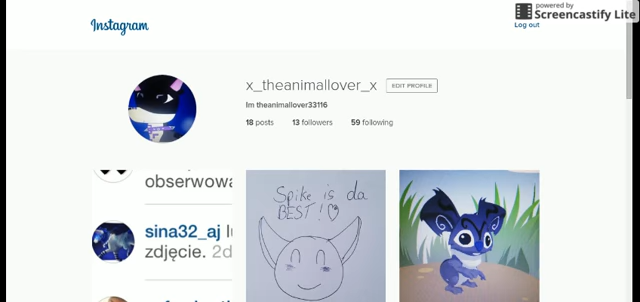 powered by
Screencastify Lite
Instagram
Log out
x_theanimallover_x
EDIT PROFILE
Im theanimallover33116
18 posts 13 followers 59 following
obserwowa
sina32_aj
zdjęcie. 2d
Spike is da
BEST!